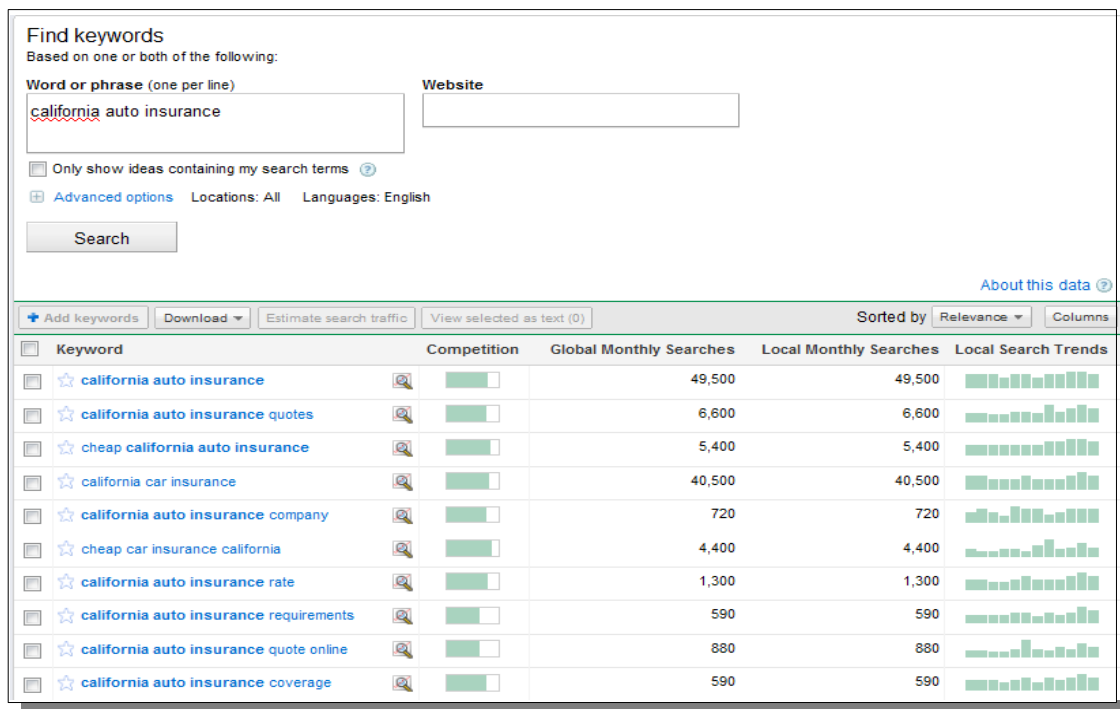 Find keywords
Based on one or both of the following:
Word or phrase (one per line) Website
california auto insurance
Only show ideas containing my search terms ?
Advanced options Locations: All Languages: English
Search
About this data ?
Add keywords Download Estimate search traffic View selected as text (0) Sorted by Relevance Columns
Keyword Competition Global Monthly Searches Local Monthly Searches Local Search Trends
california auto insurance 49,500 49,500
california auto insurance quotes 6,600 6,600
cheap california auto insurance 5,400 5,400
california car insurance 40,500 40,500
california auto insurance company 720 720
cheap car insurance california 4,400 4,400
california auto insurance rate 1,300 1,300
california auto insurance requirements 590 590
california auto insurance quote online 880 880
california auto insurance coverage 590 590